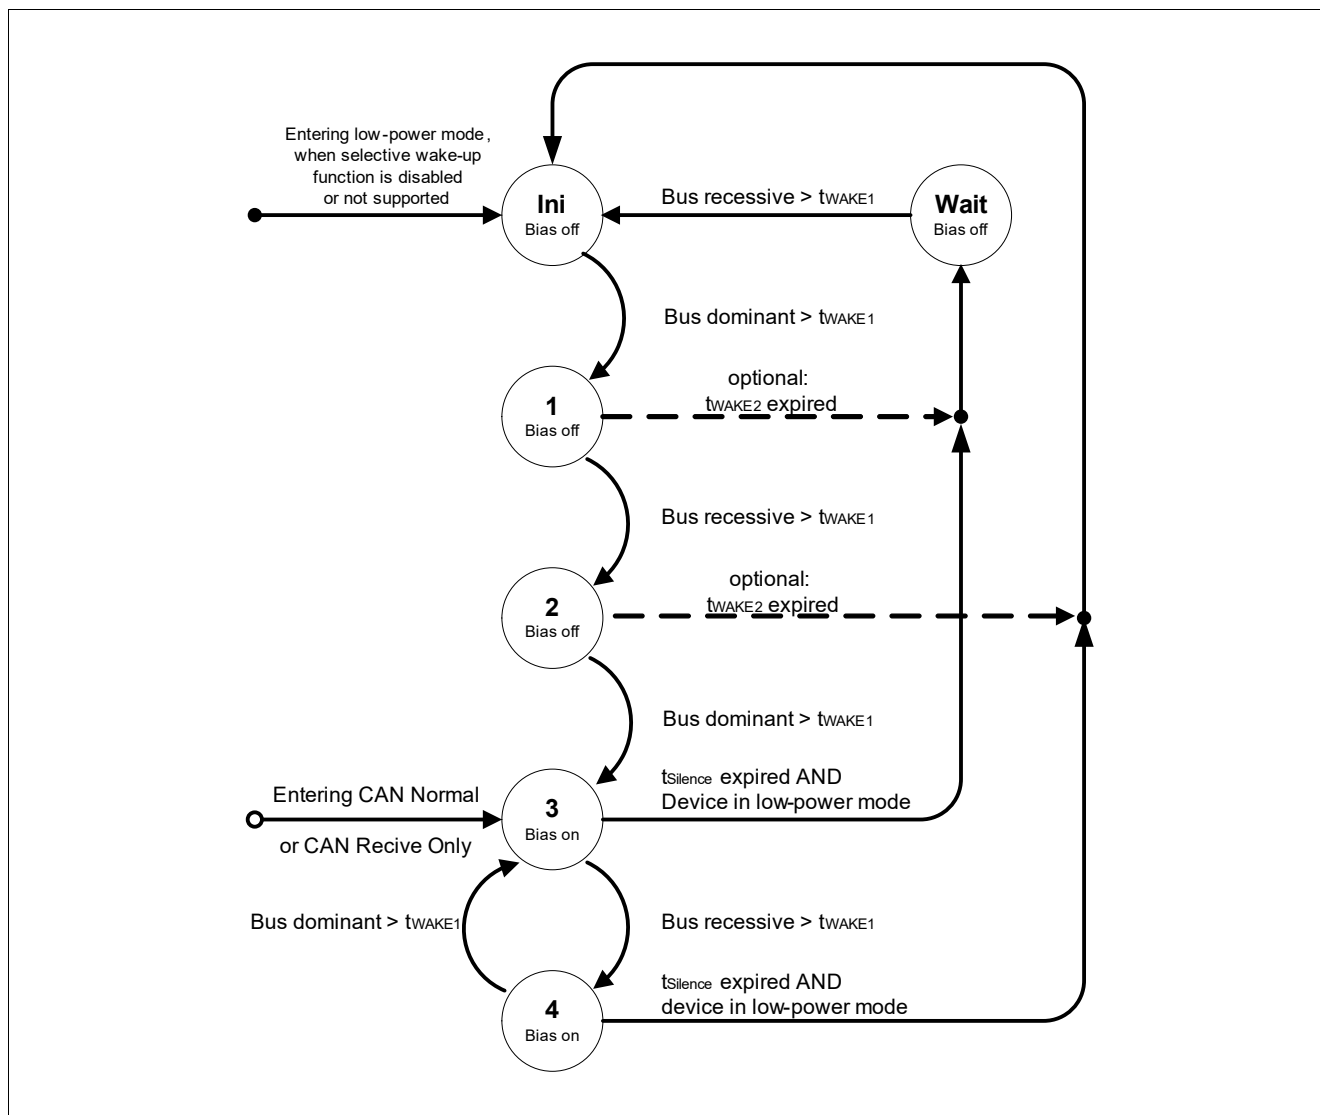 Entering low-power mode,
when selective wake-up
function is disabled
or not supported
Ini
Bias off
Bus recessive > tWAKE1
Wait
Bias off
Bus dominant > tWAKE1
1
Bias off
optional:
tWAKE2 expired
Bus recessive > tWAKE1
2
Bias off
optional:
tWAKE2 expired
Bus dominant > tWAKE1
Entering CAN Normal
or CAN Recive Only
3
Bias on
tSilence expired AND
Device in low-power mode
Bus dominant > tWAKE1
Bus recessive > tWAKE1
4
Bias on
tSilence expired AND
device in low-power mode